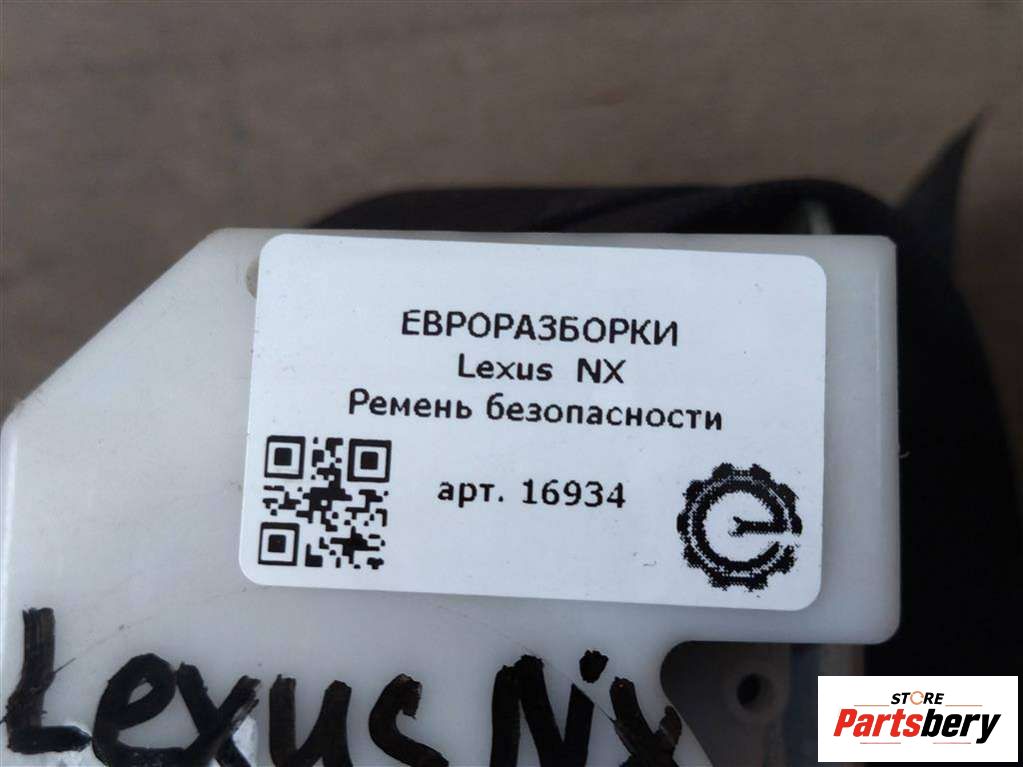 ЕВРОРАЗБОРКИ
Lexus NX
Ремень безопасности
арт. 16934
Lexus NX
STORE
Partsbery